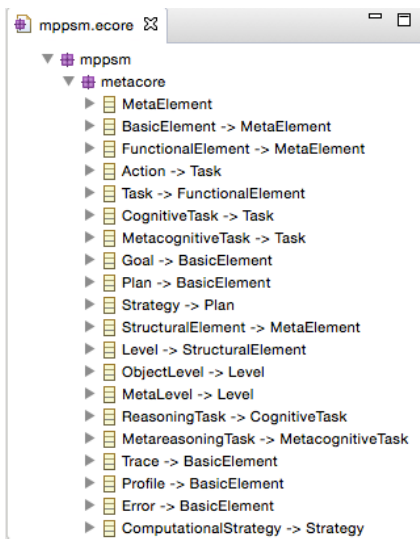 mppsm.ecore
mppsm
metacore
MetaElement
BasicElement -> MetaElement
FunctionalElement -> MetaElement
Action -> Task
Task -> FunctionalElement
CognitiveTask -> Task
MetacognitiveTask -> Task
Goal -> BasicElement
Plan -> BasicElement
Strategy -> Plan
StructuralElement -> MetaElement
Level -> StructuralElement
ObjectLevel -> Level
MetaLevel -> Level
ReasoningTask -> CognitiveTask
MetareasoningTask -> MetacognitiveTask
Trace -> BasicElement
Profile -> BasicElement
Error -> BasicElement
ComputationalStrategy -> Strategy